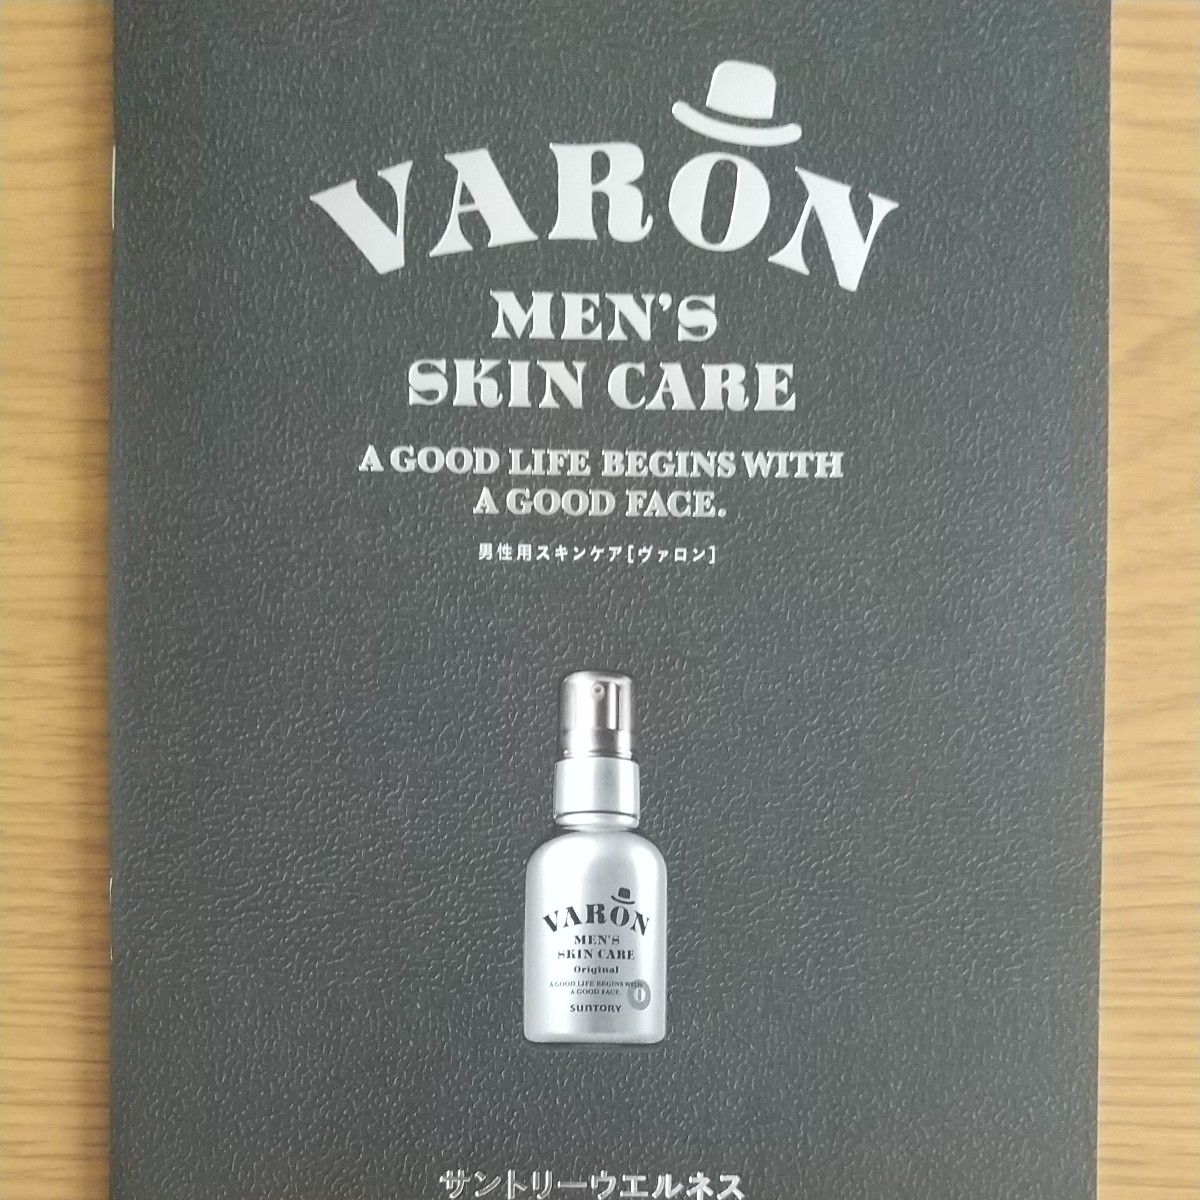 VARON
MEN'S
SKIN CARE
A GOOD LIFE BEGINS WITH
A GOOD FACE.
男性用スキンケア[ヴァロン]
VARON
MEN'S
SKIN CARE
Original
A GOOD LIFE BEGINS WITH
A GOOD FACE.
SUNTORY
サントリーウエルネス